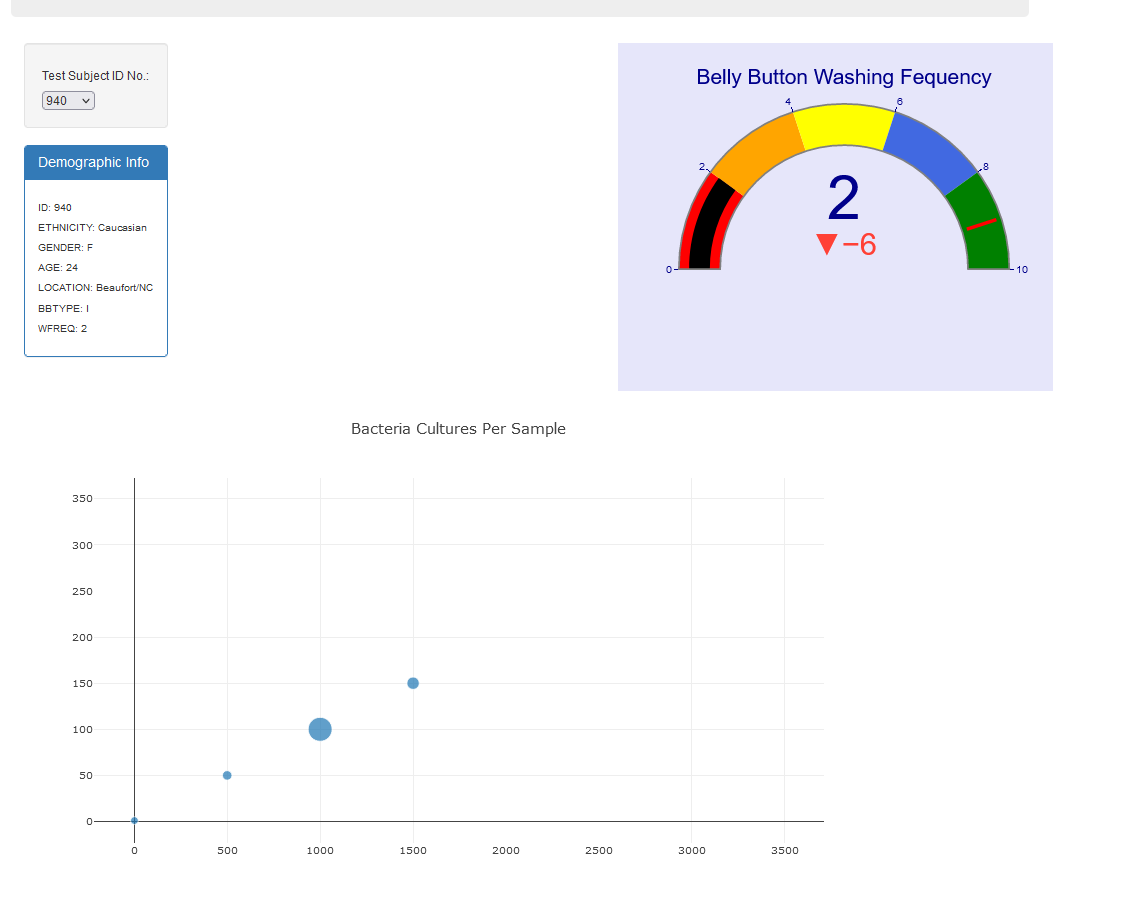 Test Subject ID No.:
940
Demographic Info
ID: 940
ETHNICITY: Caucasian
GENDER: F
AGE: 24
LOCATION: Beaufort/NC
BBTYPE: I
WFREQ: 2
Belly Button Washing Fequency
0
2
4
6
8
10
2
▼−6
Bacteria Cultures Per Sample
350
300
250
200
150
100
50
0
0 500 1000 1500 2000 2500 3000 3500